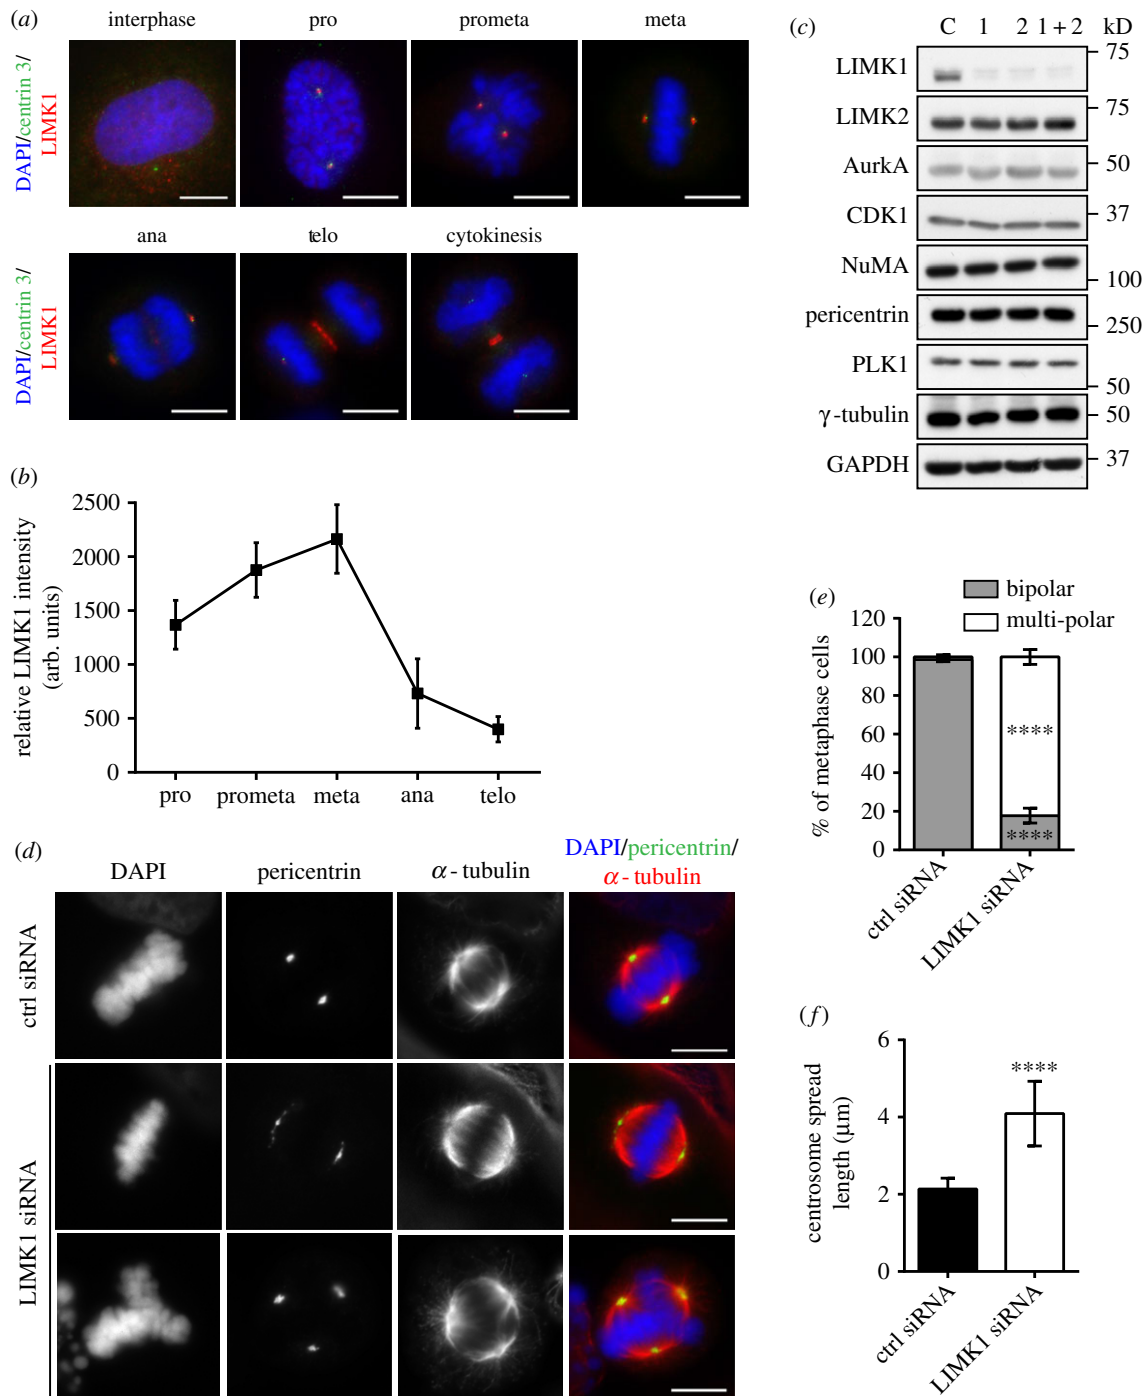 (a)
interphase pro prometa meta
DAPI/centrin 3/
LIMK1
ana telo cytokinesis
DAPI/centrin 3/
LIMK1
(b)
2500
2000
1500
1000
500
0
relative LIMK1 intensity
(arb. units)
pro prometa meta ana telo
(c)
C 1 2 1 + 2 kD
LIMK1 75
LIMK2 75
AurkA 50
CDK1 37
NuMA 100
pericentrin 250
PLK1 50
γ-tubulin 50
GAPDH 37
(d)
DAPI pericentrin α-tubulin DAPI/pericentrin/
α-tubulin
ctrl siRNA
LIMK1 siRNA
(e)
bipolar
multi-polar
120
100
80
60
40
20
0
% of metaphase cells
****
****
ctrl siRNA LIMK1 siRNA
(f)
6
4
2
0
centrosome spread
length (μm)
****
ctrl siRNA LIMK1 siRNA